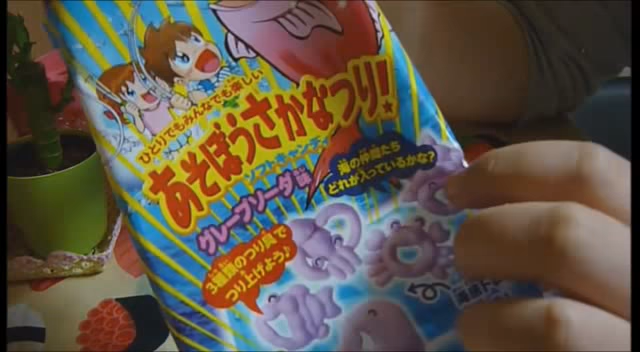 ひとりでもみんなでも楽しい
あそぼうさかなつり!
ソフトキャンデー
グレープソーダ味
海の仲間たち
どれが入っているかな?
3種類のつり具で
つり上げよう♪